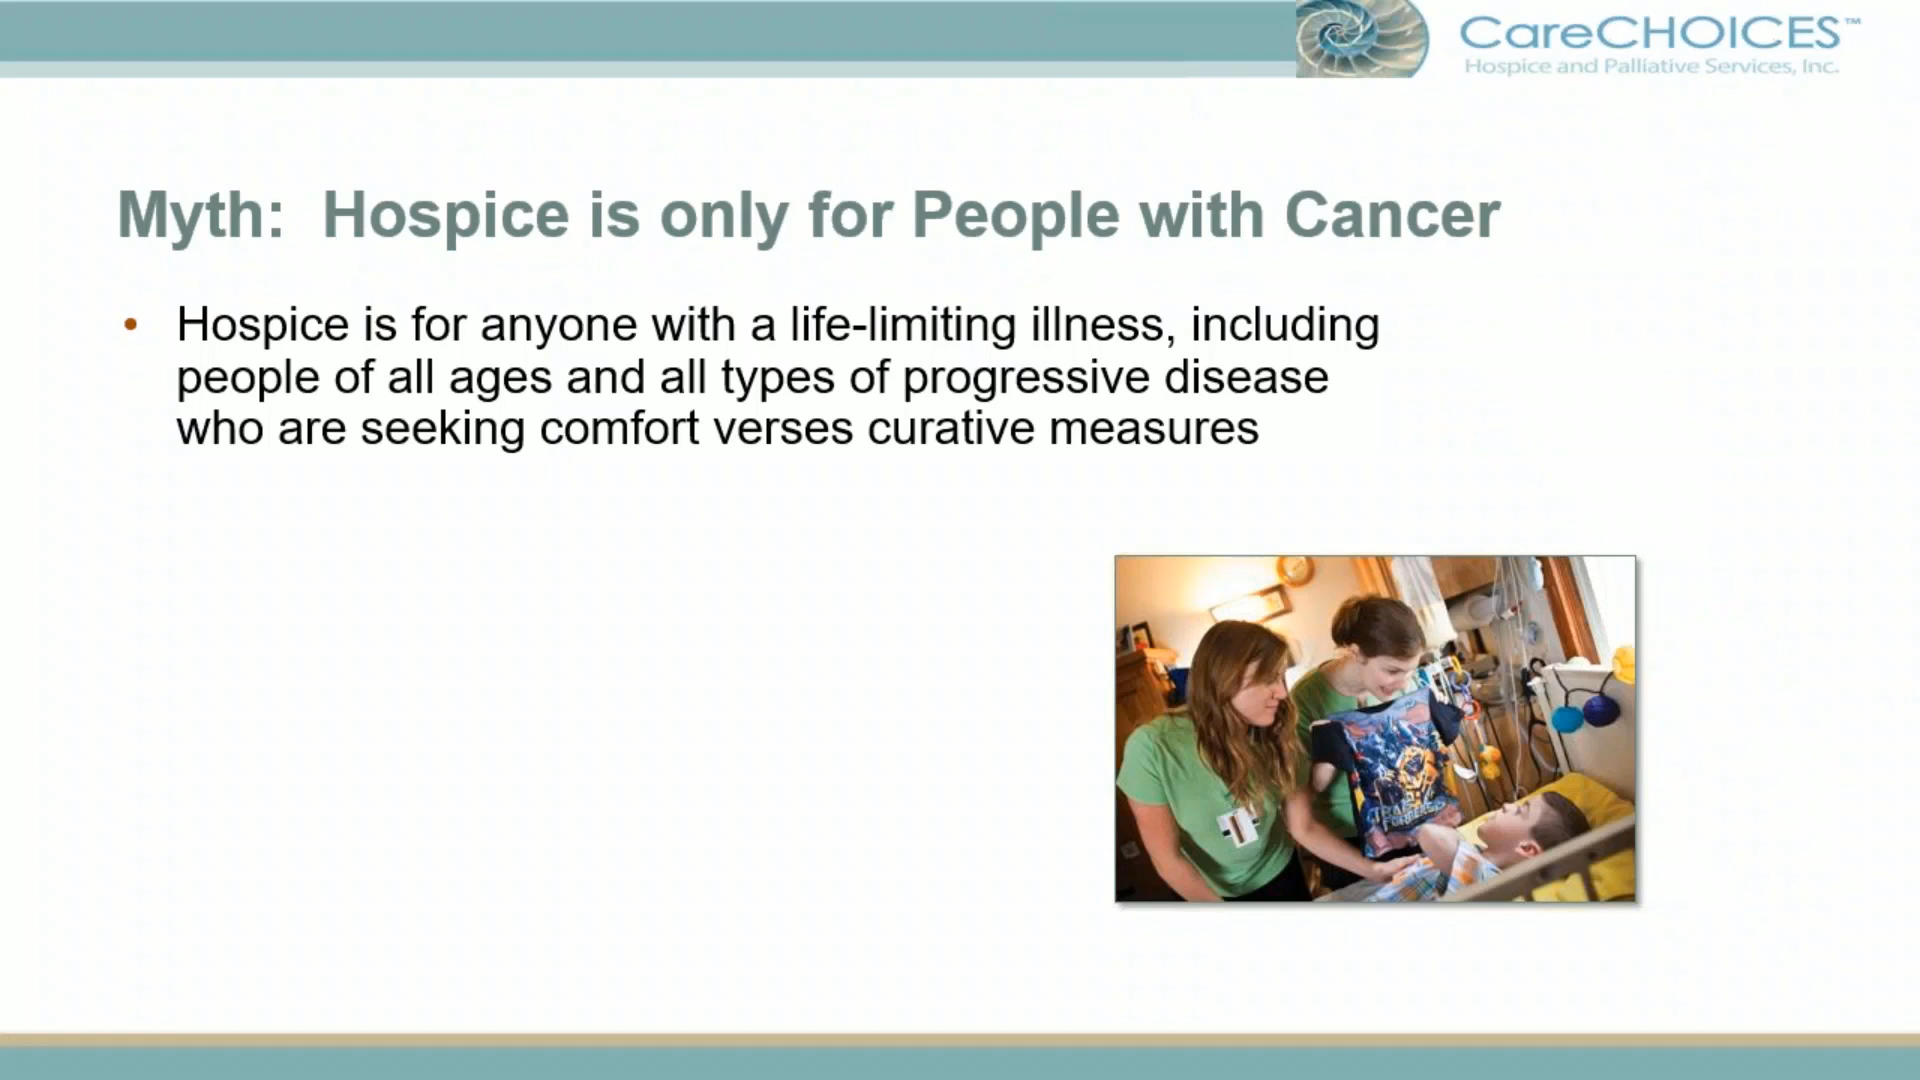 CareCHOICES™
Hospice and Palliative Services, Inc.
Myth: Hospice is only for People with Cancer
• Hospice is for anyone with a life-limiting illness, including
people of all ages and all types of progressive disease
who are seeking comfort verses curative measures
TRANS
FORMERS